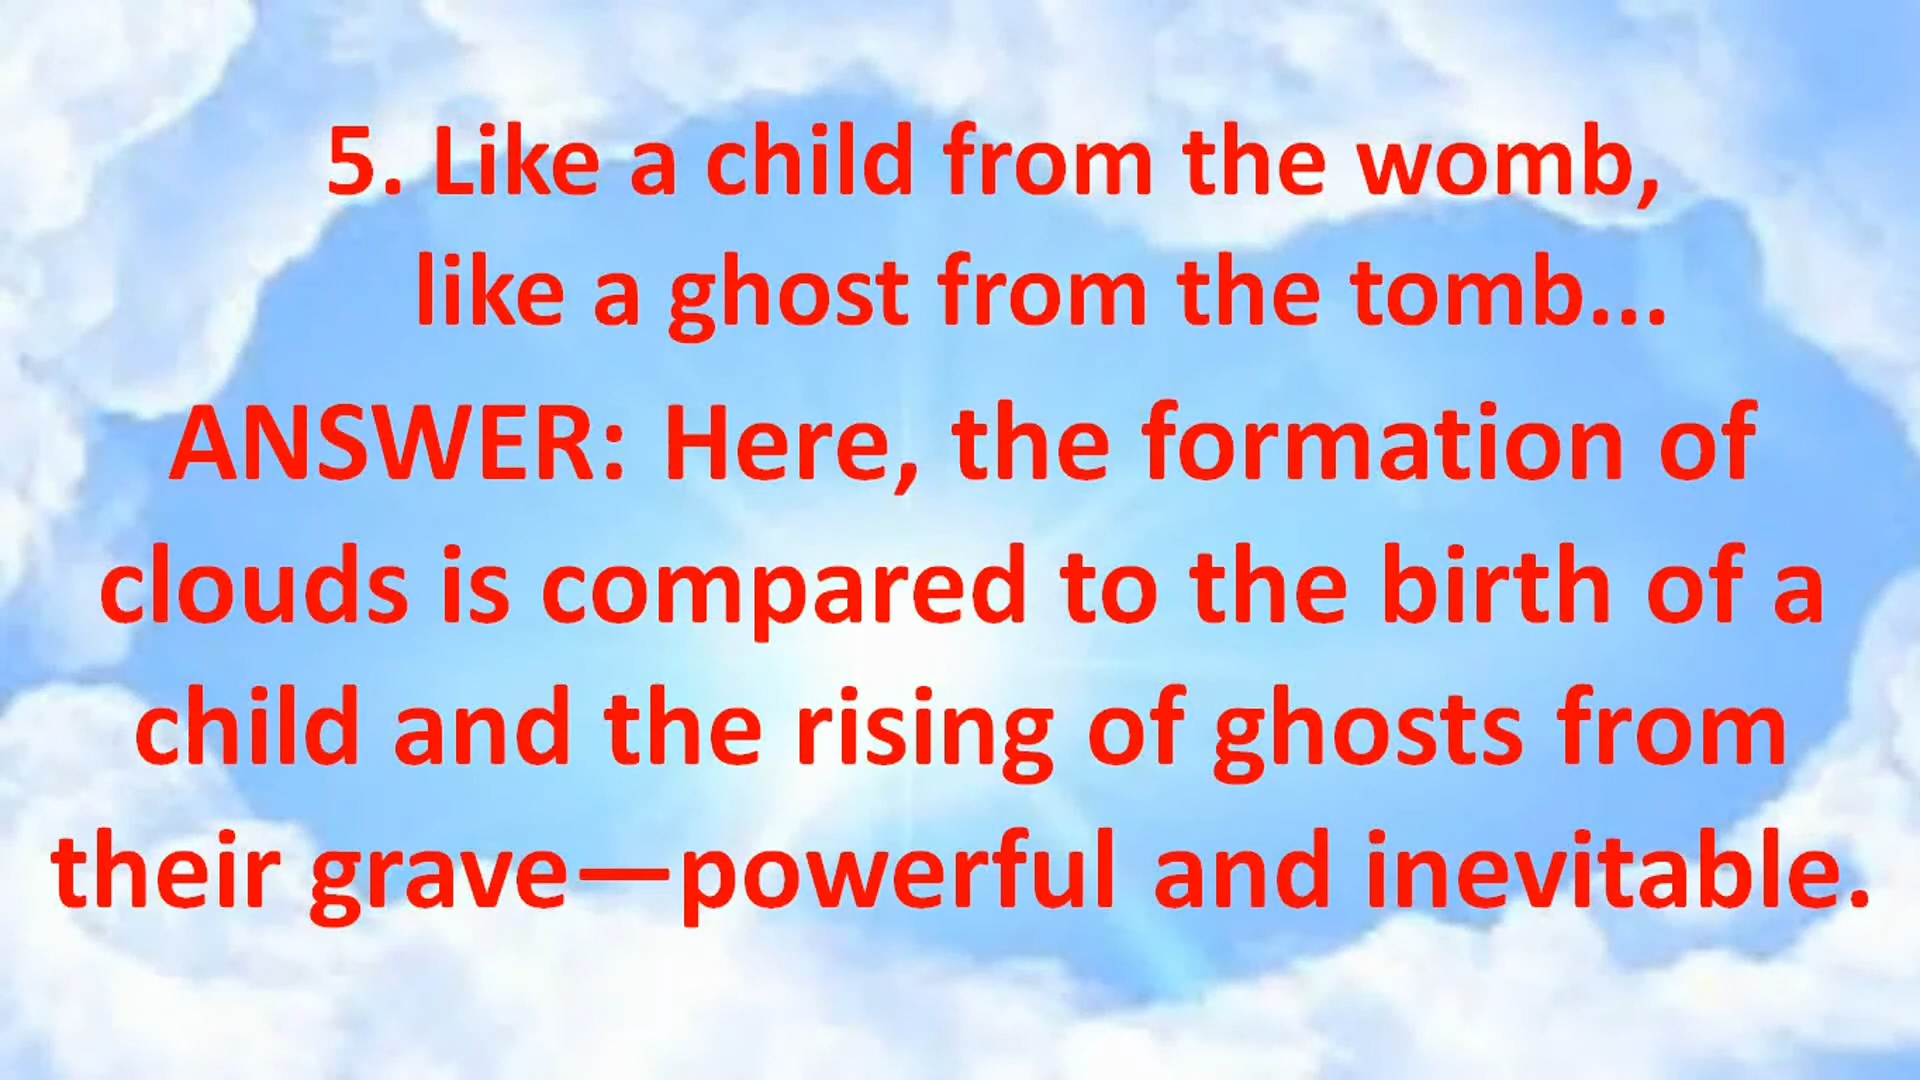 5. Like a child from the womb,
like a ghost from the tomb...
ANSWER: Here, the formation of
clouds is compared to the birth of a
child and the rising of ghosts from
their grave—powerful and inevitable.